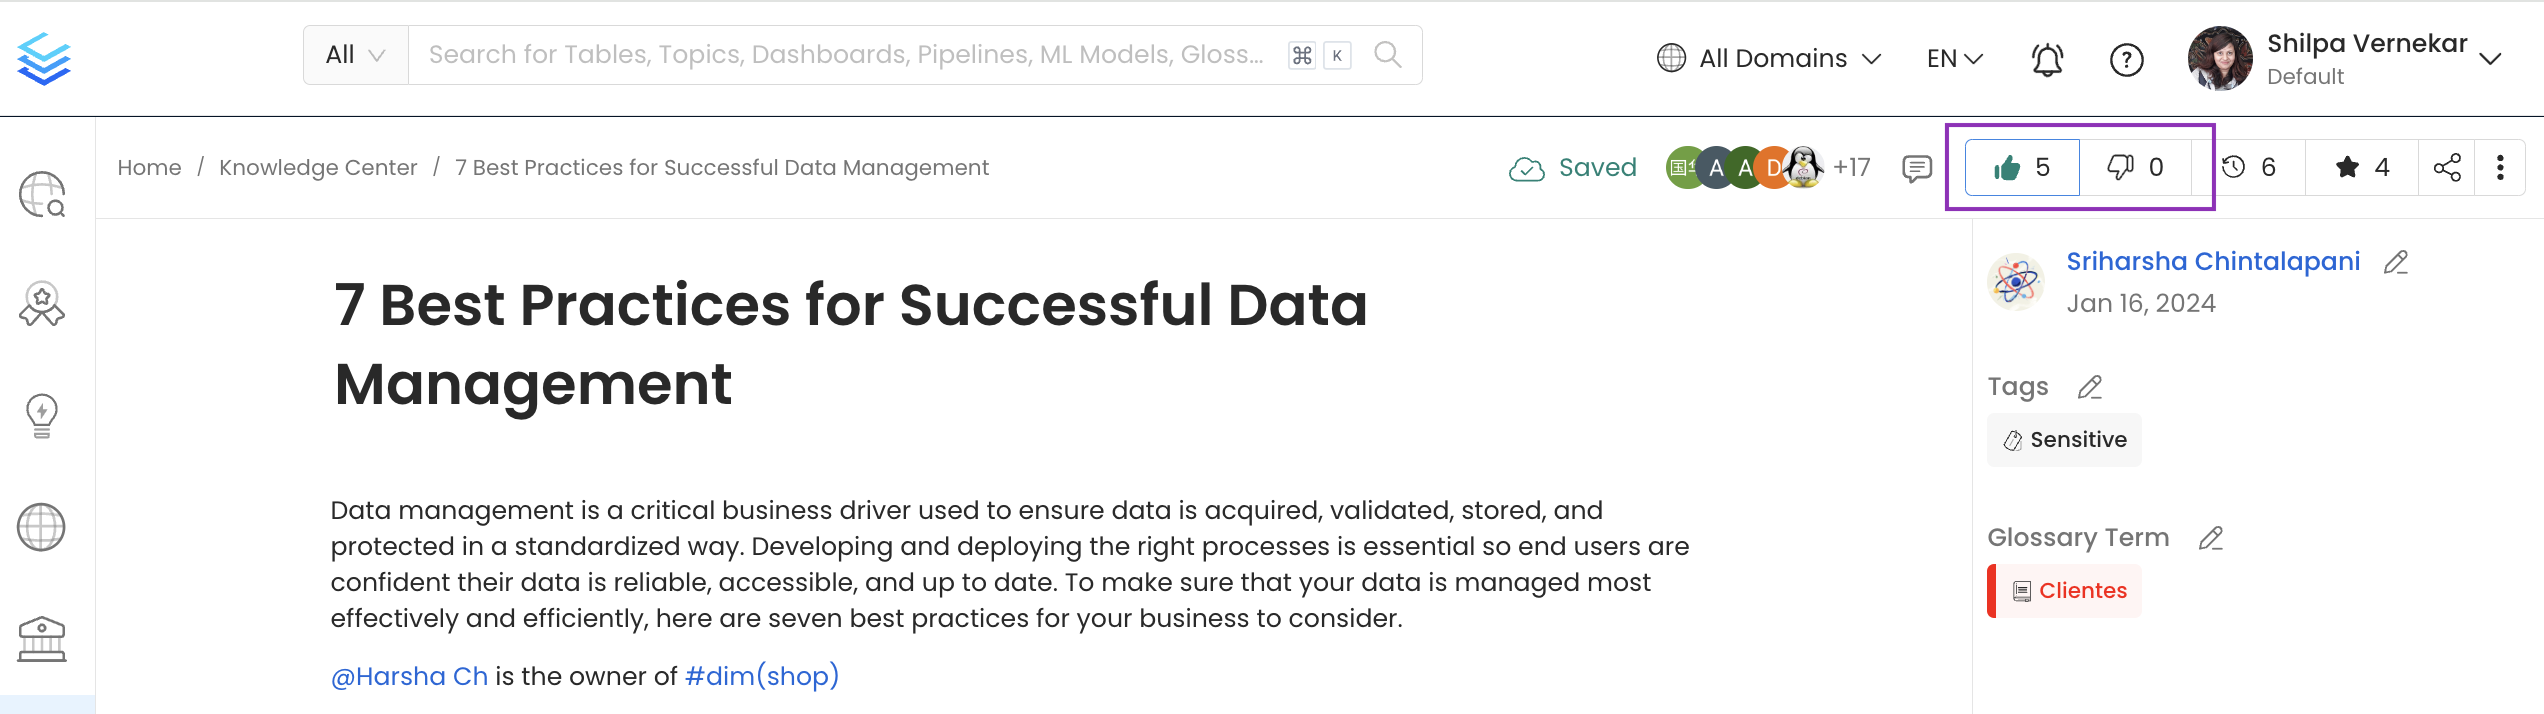 All
Search for Tables, Topics, Dashboards, Pipelines, ML Models, Gloss...
⌘ K
All Domains
EN
Shilpa Vernekar
Default
Home / Knowledge Center / 7 Best Practices for Successful Data Management
Saved
A A D +17
5
0
6
4
7 Best Practices for Successful Data
Management
Data management is a critical business driver used to ensure data is acquired, validated, stored, and
protected in a standardized way. Developing and deploying the right processes is essential so end users are
confident their data is reliable, accessible, and up to date. To make sure that your data is managed most
effectively and efficiently, here are seven best practices for your business to consider.
@Harsha Ch is the owner of #dim(shop)
Sriharsha Chintalapani
Jan 16, 2024
Tags
Sensitive
Glossary Term
Clientes